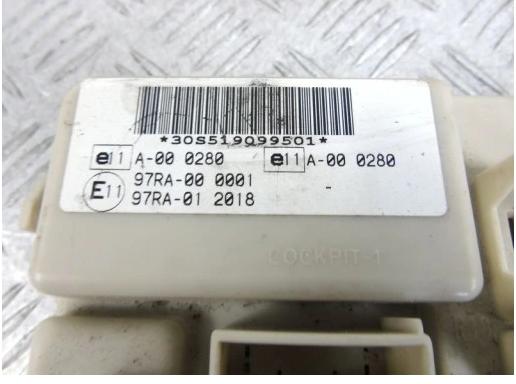 *30S519099501*
e11 A-00 0280 e11 A-00 0280
E11 97RA-00 0001
97RA-01 2018
COCKPIT-1